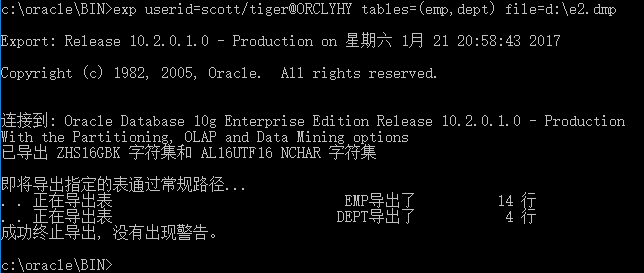 c:\oracle\BIN>exp userid=scott/tiger@ORCLYHY tables=(emp,dept) file=d:\e2.dmp
Export: Release 10.2.0.1.0 - Production on 星期六 1月 21 20:58:43 2017
Copyright (c) 1982, 2005, Oracle.  All rights reserved.
连接到: Oracle Database 10g Enterprise Edition Release 10.2.0.1.0 - Production
With the Partitioning, OLAP and Data Mining options
已导出 ZHS16GBK 字符集和 AL16UTF16 NCHAR 字符集
即将导出指定的表通过常规路径...
. . 正在导出表                             EMP导出了          14 行
. . 正在导出表                            DEPT导出了           4 行
成功终止导出, 没有出现警告。
c:\oracle\BIN>